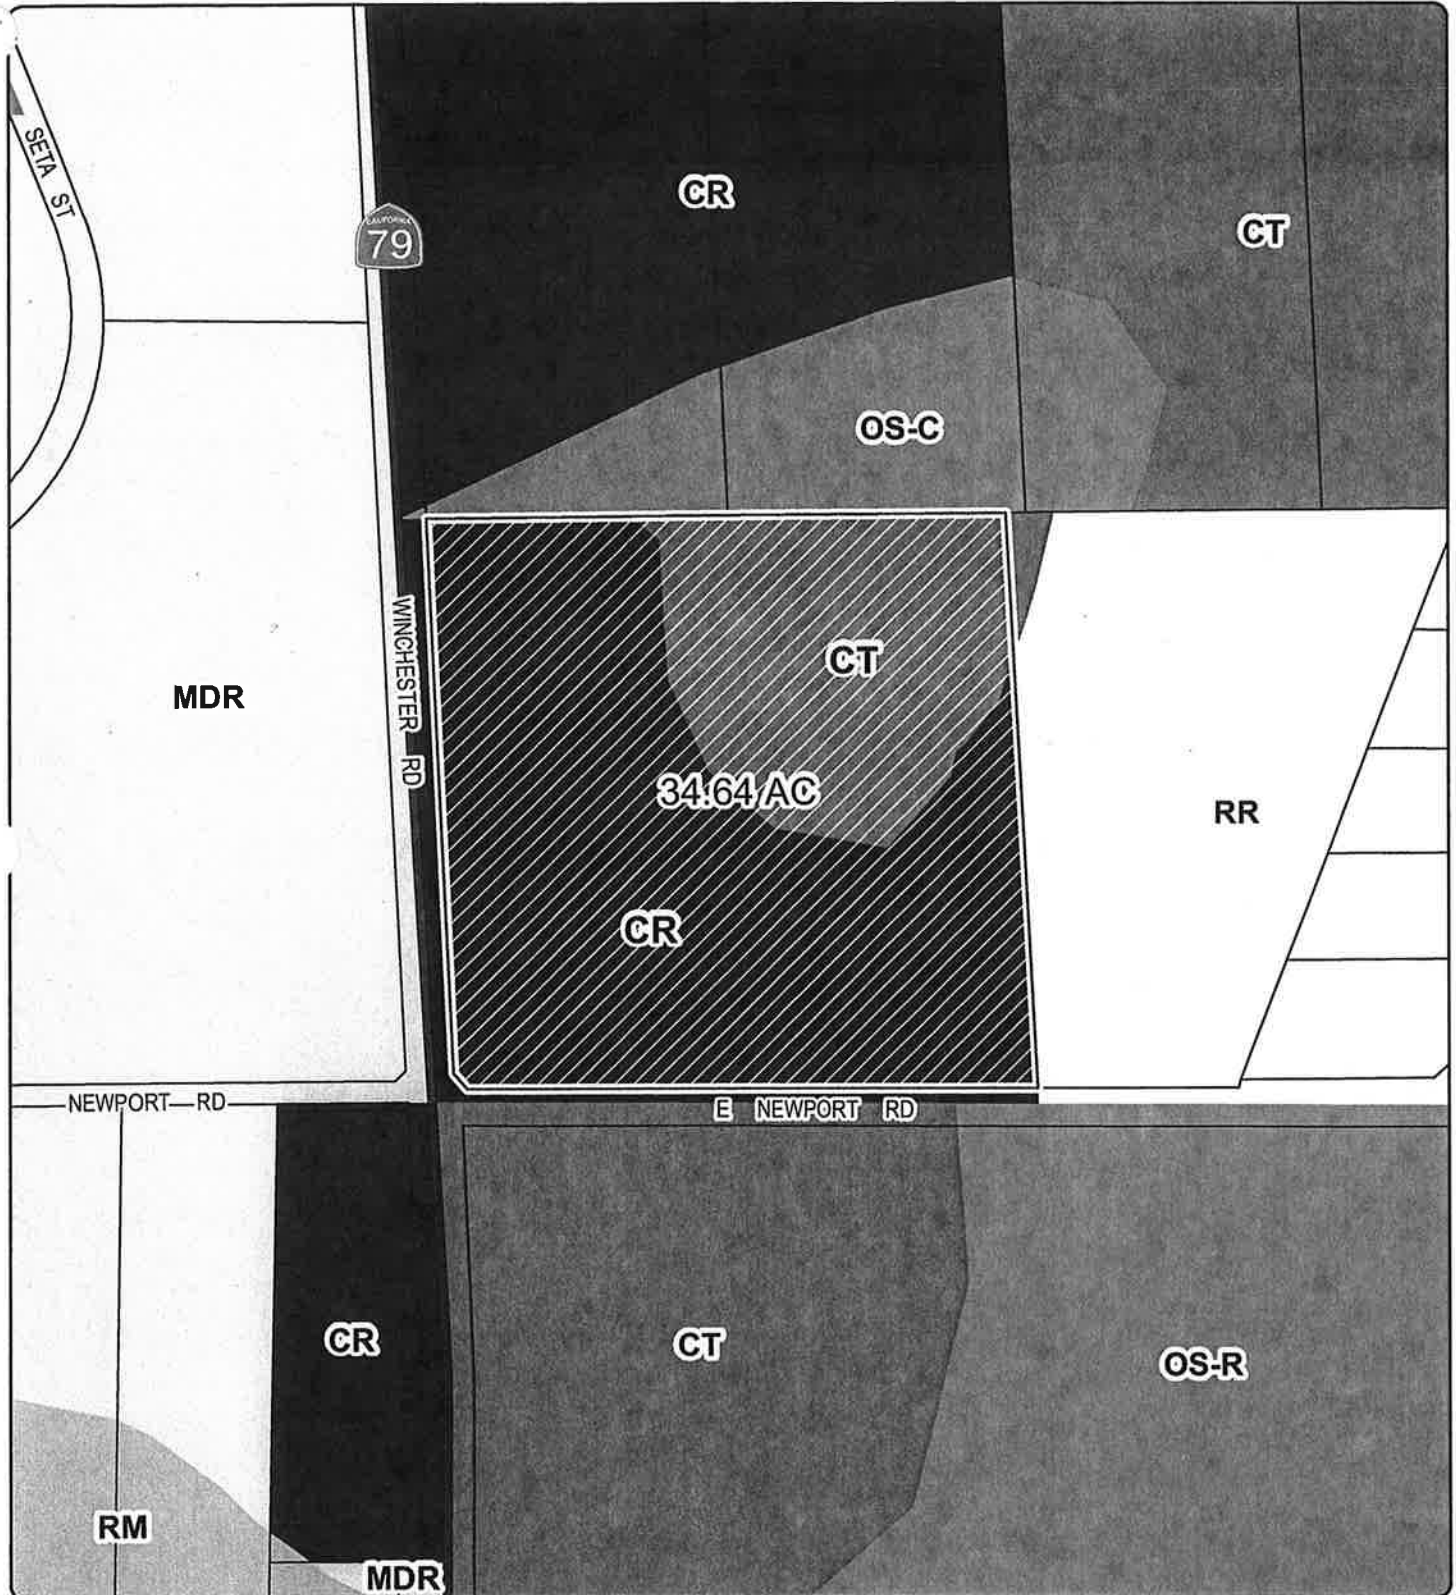 SETA ST
CALIFORNIA
79
CR
CT
OS-C
WINCHESTER RD
MDR
CT
34.64 AC
RR
CR
NEWPORT RD
E NEWPORT RD
CR
CT
OS-R
RM
MDR